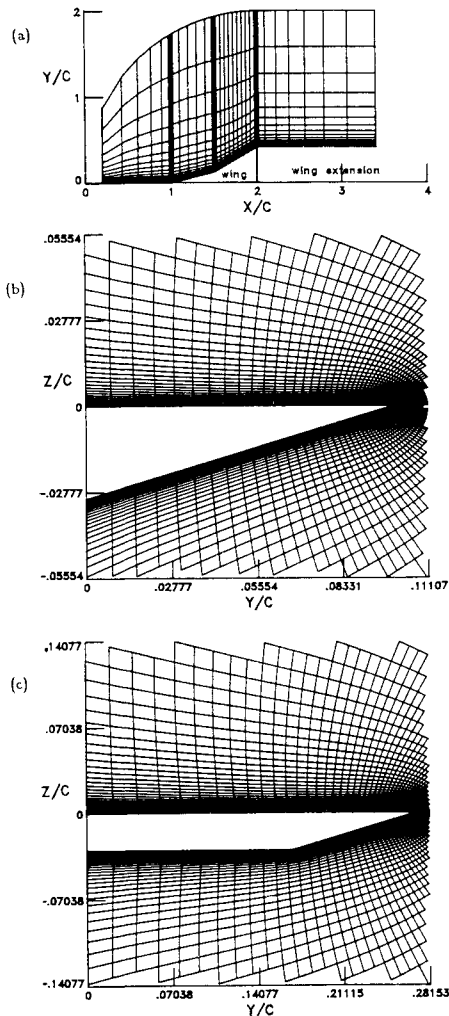 (a)
2
Y/C
1
0
wing
wing extension
0 1 2 3 4
X/C
(b)
.05554
.02777
Z/C
0
-.02777
-.05554
0 .02777 .05554 .08331 .11107
Y/C
(c)
.14077
.07038
Z/C
0
-.07038
-.14077
0 .07038 .14077 .21115 .28153
Y/C